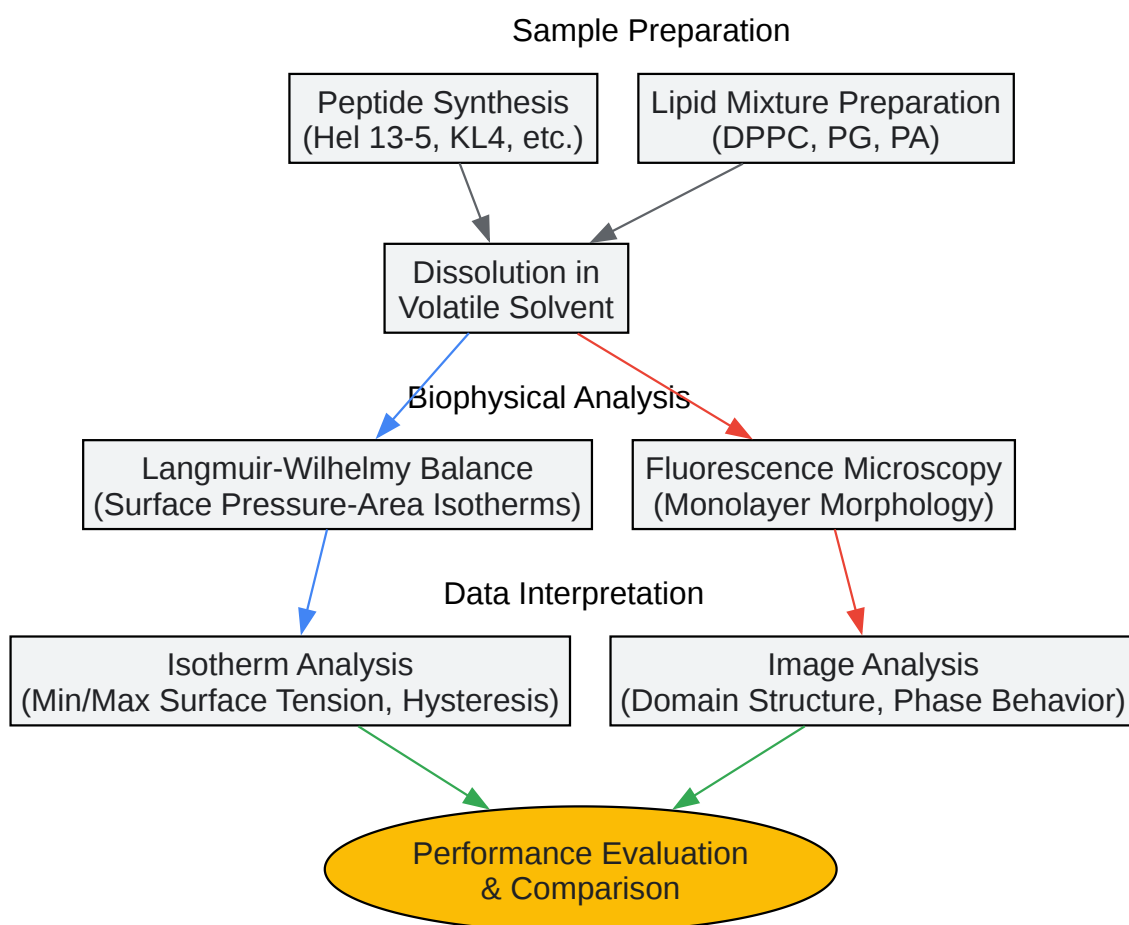 Sample Preparation
Peptide Synthesis
(Hel 13-5, KL4, etc.)
Lipid Mixture Preparation
(DPPC, PG, PA)
Dissolution in
Volatile Solvent
Biophysical Analysis
Langmuir-Wilhelmy Balance
(Surface Pressure-Area Isotherms)
Fluorescence Microscopy
(Monolayer Morphology)
Data Interpretation
Isotherm Analysis
(Min/Max Surface Tension, Hysteresis)
Image Analysis
(Domain Structure, Phase Behavior)
Performance Evaluation
& Comparison